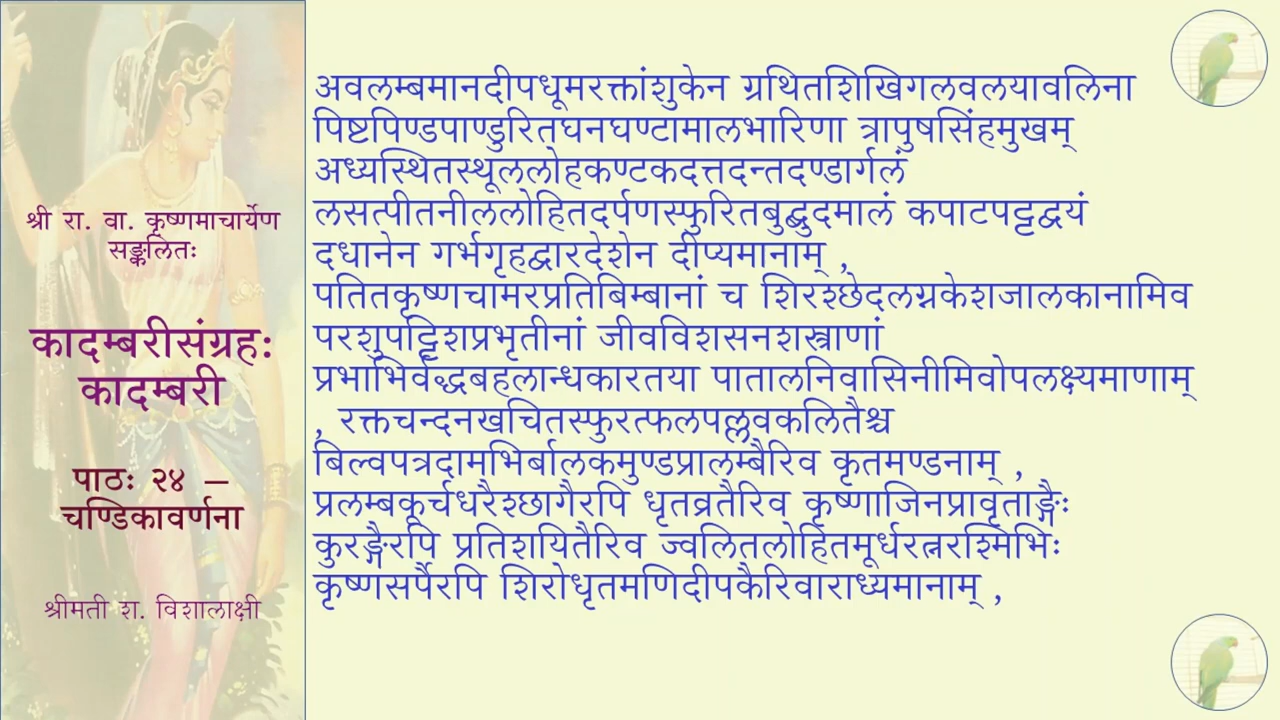 श्री रा. वा. कृष्णमाचार्येण
सङ्कलितः
कादम्बरीसंग्रहः
कादम्बरी
पाठः २४ –
चण्डिकावर्णना
श्रीमती श. विशालाक्षी
अवलम्बमानदीपधूमरक्तांशुकेन ग्रथितशिखिगलवलयावलिना
पिष्टपिण्डपाण्डुरितघनघण्टामालभारिणा त्रापुषसिंहमुखम्
अध्यस्थितस्थूललोहकण्टकदत्तदन्तदण्डार्गलं
लसत्पीतनीललोहितदर्पणस्फुरितबुद्बुदमालं कपाटपट्टद्वयं
दधानेन गर्भगृहद्वारदेशेन दीप्यमानाम् ,
पतितकृष्णचामरप्रतिबिम्बानां च शिरश्छेदलग्नकेशजालकानामिव
परशुपट्टिशप्रभृतीनां जीवविशसनशस्त्राणां
प्रभाभिर्वद्धबहलान्धकारतया पातालनिवासिनीमिवोपलक्ष्यमाणाम्
, रक्तचन्दनखचितस्फुरत्फलपल्लवकलितैश्च
बिल्वपत्रदामभिर्बालकमुण्डप्रालम्बैरिव कृतमण्डनाम् ,
प्रलम्बकूर्चधरैश्छागैरपि धृतव्रतैरिव कृष्णाजिनप्रावृताङ्गैः
कुरङ्गैरपि प्रतिशयितैरिव ज्वलितलोहितमूर्धरत्नरश्मिभिः
कृष्णसर्पैरपि शिरोधृतमणिदीपकैरिवाराध्यमानाम् ,